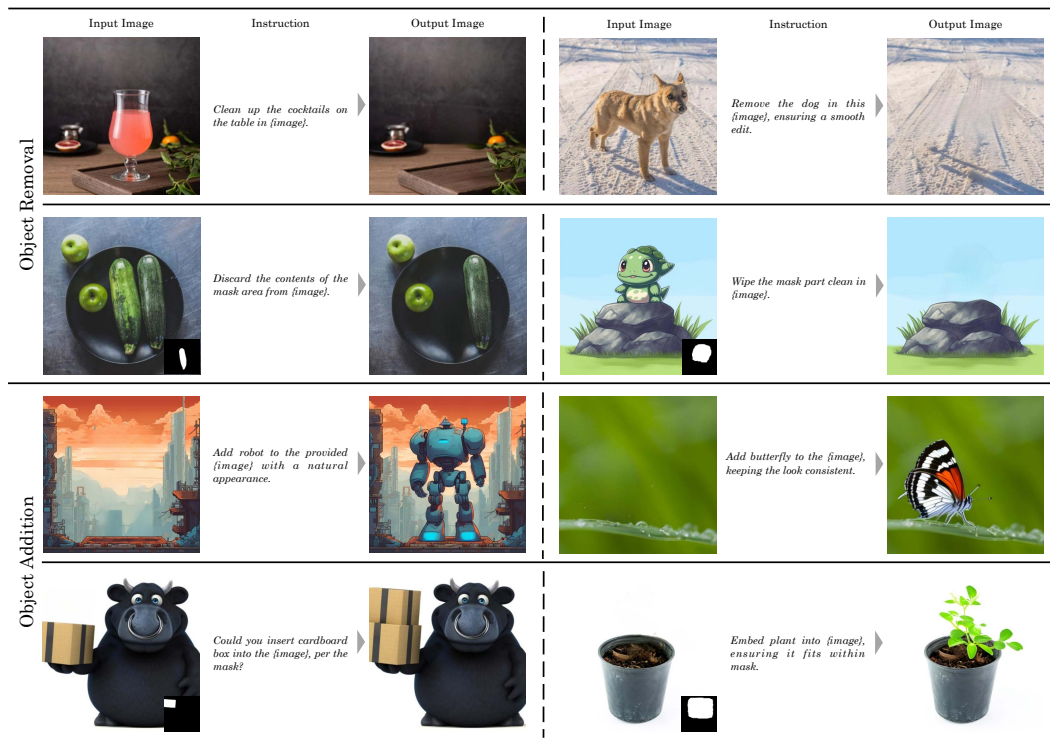 Input Image
Instruction
Output Image
Input Image
Instruction
Output Image
Object Removal
Clean up the cocktails on
the table in {image}.
Remove the dog in this
{image}, ensuring a smooth
edit.
Discard the contents of the
mask area from {image}.
Wipe the mask part clean in
{image}.
Object Addition
Add robot to the provided
{image} with a natural
appearance.
Add butterfly to the {image},
keeping the look consistent.
Could you insert cardboard
box into the {image}, per the
mask?
Embed plant into {image},
ensuring it fits within
mask.